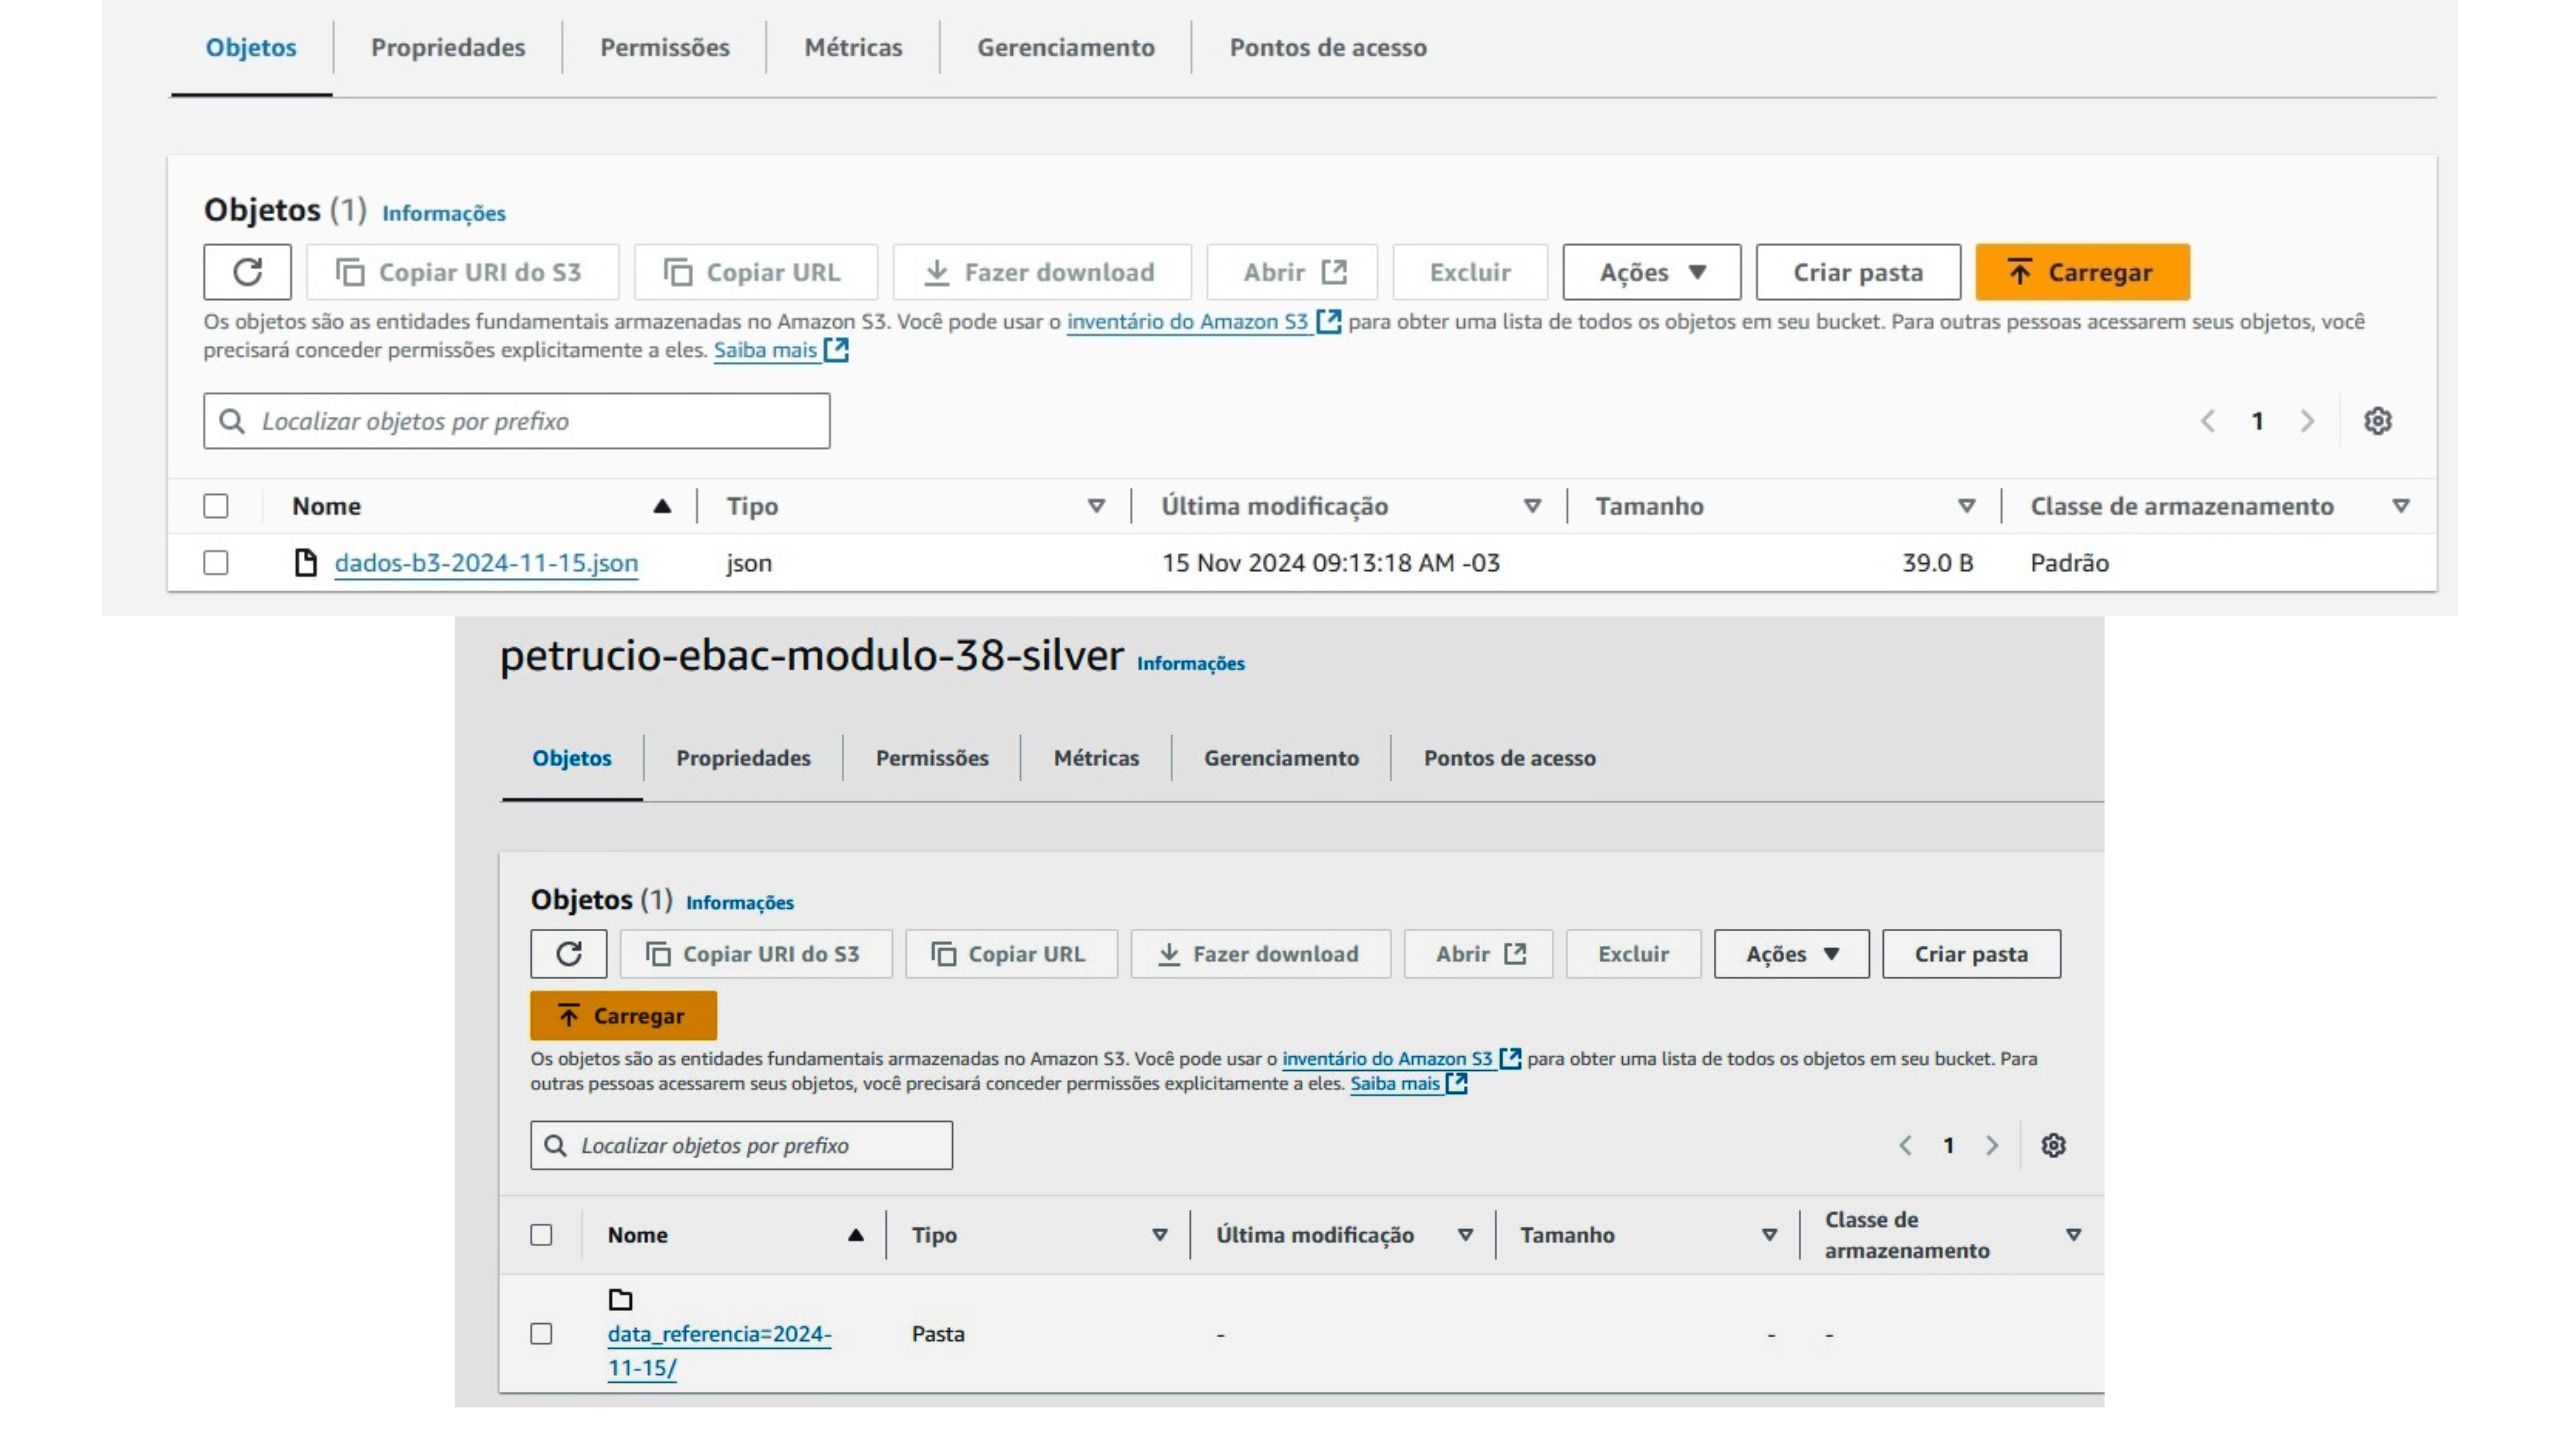 Objetos Propriedades Permissões Métricas Gerenciamento Pontos de acesso
Objetos (1) Informações
Copiar URI do S3 Copiar URL Fazer download Abrir Excluir Ações Criar pasta Carregar
Os objetos são as entidades fundamentais armazenadas no Amazon S3. Você pode usar o inventário do Amazon S3 para obter uma lista de todos os objetos em seu bucket. Para outras pessoas acessarem seus objetos, você
precisará conceder permissões explicitamente a eles. Saiba mais
Localizar objetos por prefixo 1
Nome Tipo Última modificação Tamanho Classe de armazenamento
dados-b3-2024-11-15.json json 15 Nov 2024 09:13:18 AM -03 39.0 B Padrão
petrucio-ebac-modulo-38-silver Informações
Objetos Propriedades Permissões Métricas Gerenciamento Pontos de acesso
Objetos (1) Informações
Copiar URI do S3 Copiar URL Fazer download Abrir Excluir Ações Criar pasta
Carregar
Os objetos são as entidades fundamentais armazenadas no Amazon S3. Você pode usar o inventário do Amazon S3 para obter uma lista de todos os objetos em seu bucket. Para
outras pessoas acessarem seus objetos, você precisará conceder permissões explicitamente a eles. Saiba mais
Localizar objetos por prefixo 1
Nome Tipo Última modificação Tamanho Classe de
armazenamento
data_referencia=2024- Pasta - - -
11-15/